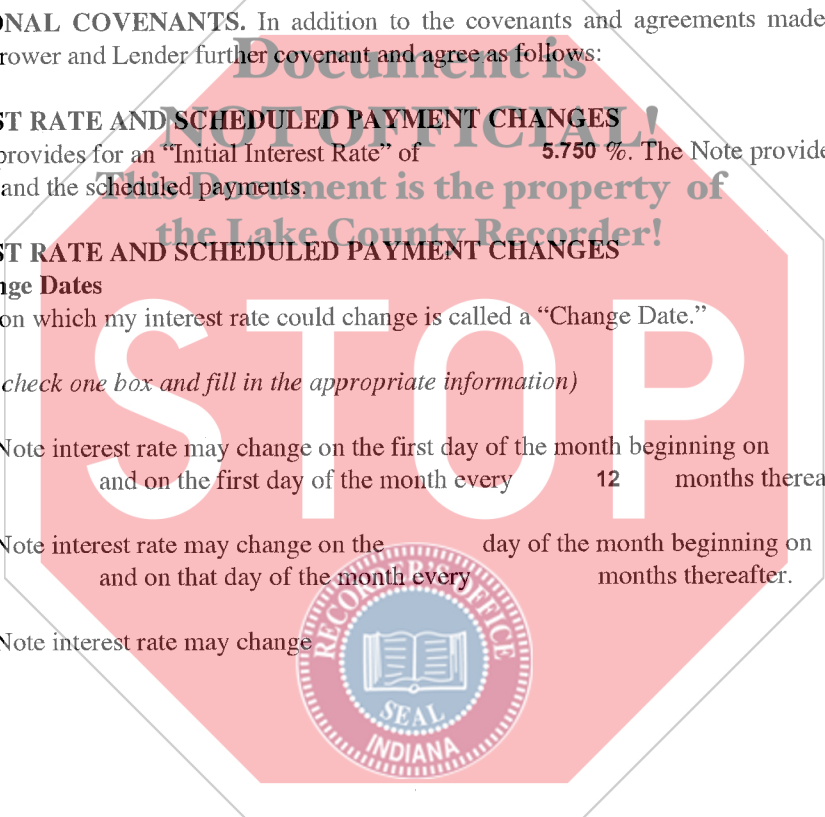 ONAL COVENANTS. In addition to the covenants and agreements made
rower and Lender further covenant and agree as follows:
Document is
ST RATE AND SCHEDULED PAYMENT CHANGES
NOT OFFICIAL!
provides for an “Initial Interest Rate” of 5.750 %. The Note provide
and the scheduled payments.
This Document is the property of
the Lake County Recorder!
ST RATE AND SCHEDULED PAYMENT CHANGES
nge Dates
on which my interest rate could change is called a “Change Date.”
STOP
check one box and fill in the appropriate information)
Note interest rate may change on the first day of the month beginning on
and on the first day of the month every 12 months therea
Note interest rate may change on the day of the month beginning on
and on that day of the month every months thereafter.
Note interest rate may change
RECORDER'S OFFICE
SEAL
INDIANA